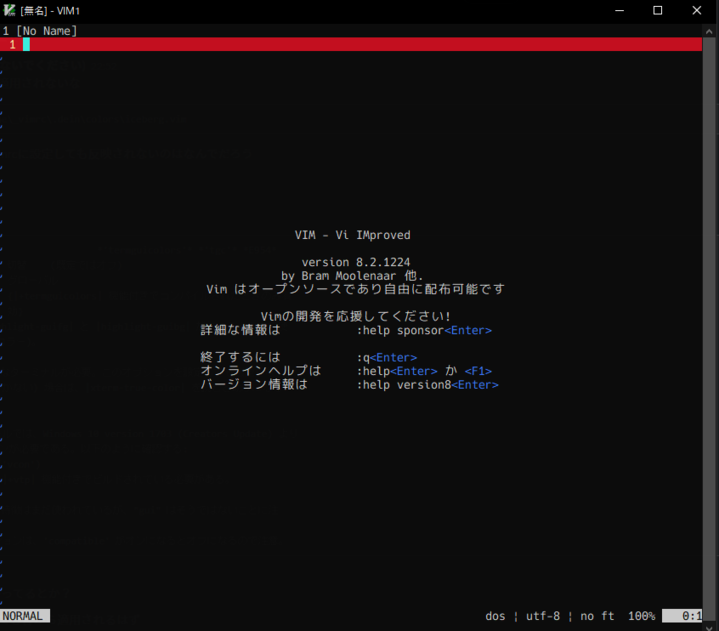 [無名] - VIM1
1 [No Name]
1
VIM - Vi IMproved
version 8.2.1224
by Bram Moolenaar 他.
Vim はオープンソースであり自由に配布可能です
Vimの開発を応援してください!
詳細な情報は :help sponsor<Enter>
終了するには :q<Enter>
オンラインヘルプは :help<Enter> か <F1>
バージョン情報は :help version8<Enter>
NORMAL dos ¦ utf-8 ¦ no ft 100% 0:1